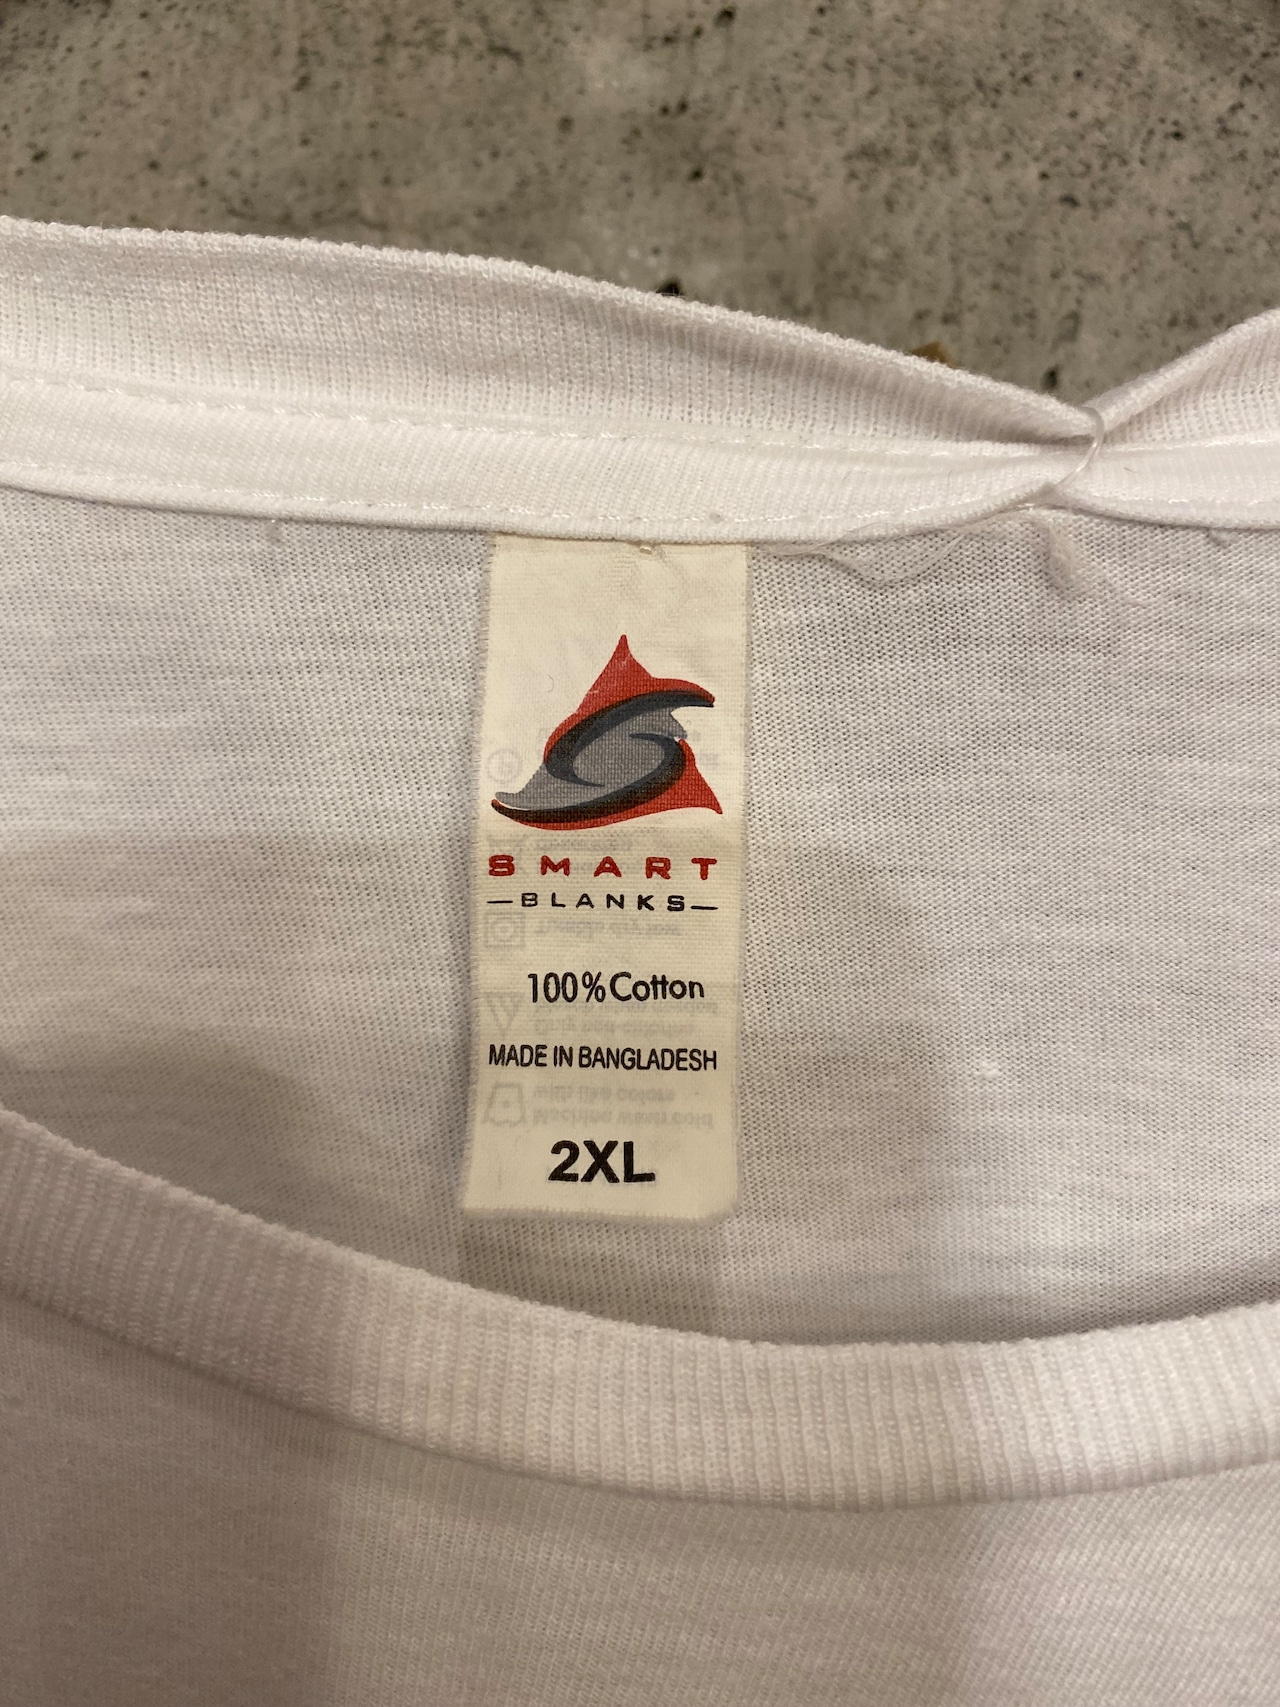 SMART
BLANKS
100% Cotton
MADE IN BANGLADESH
2XL